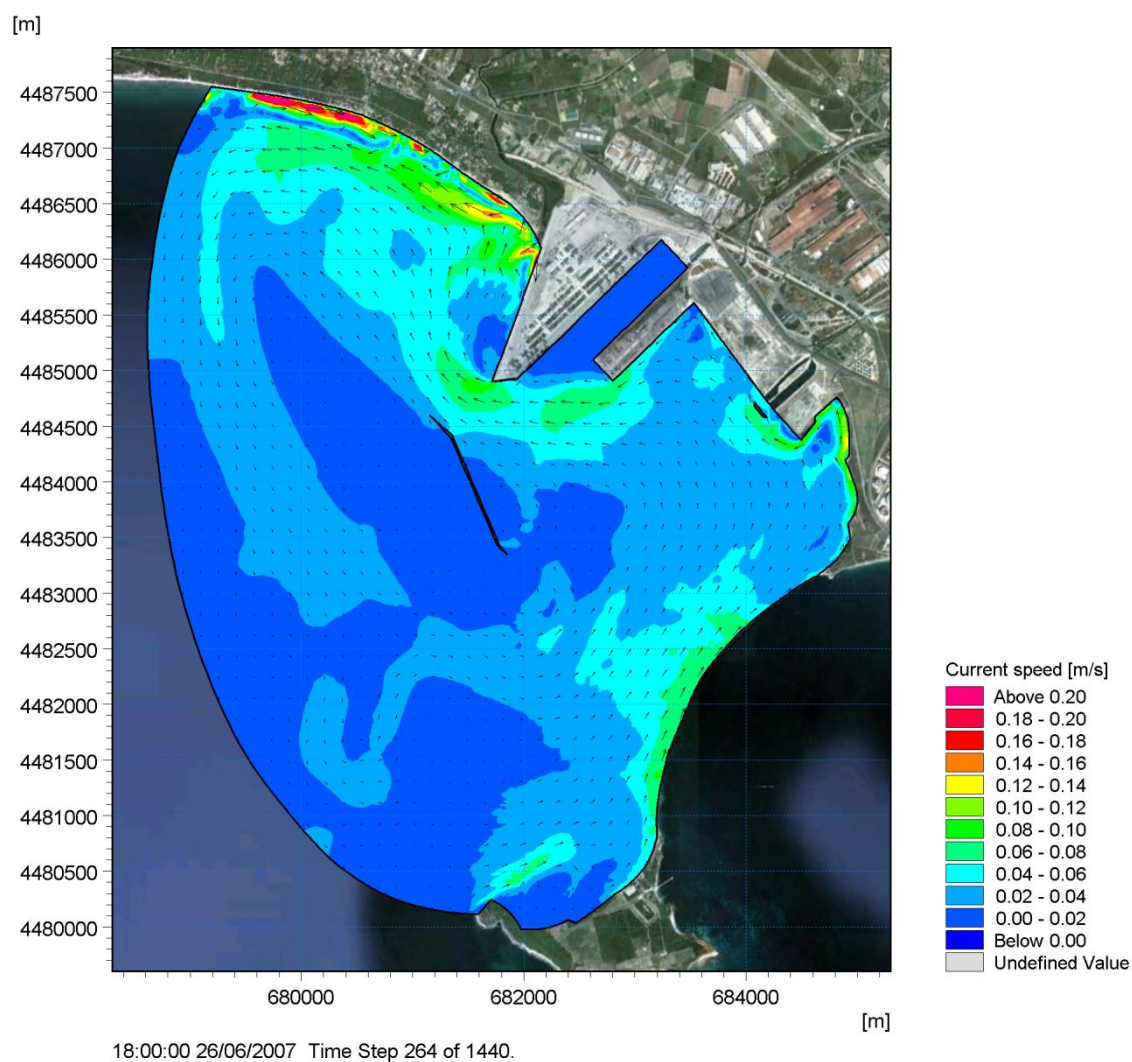 [m]
4487500
4487000
4486500
4486000
4485500
4485000
4484500
4484000
4483500
4483000
4482500
4482000
4481500
4481000
4480500
4480000
680000
682000
684000
[m]
Current speed [m/s]
Above 0.20
0.18 - 0.20
0.16 - 0.18
0.14 - 0.16
0.12 - 0.14
0.10 - 0.12
0.08 - 0.10
0.06 - 0.08
0.04 - 0.06
0.02 - 0.04
0.00 - 0.02
Below 0.00
Undefined Value
18:00:00 26/06/2007 Time Step 264 of 1440.